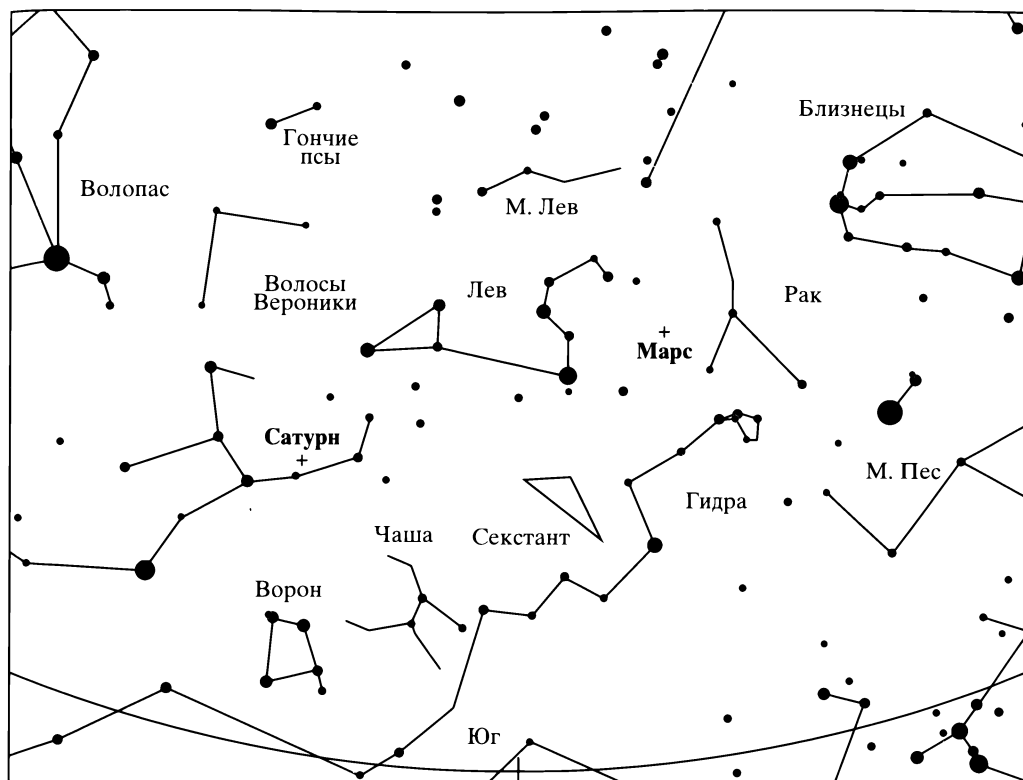 Близнецы
Гончие
псы
Волопас
М. Лев
Волосы
Вероники
Лев
Рак
Марс
Сатурн
М. Пес
Гидра
Чаша
Секстант
Ворон
Юг